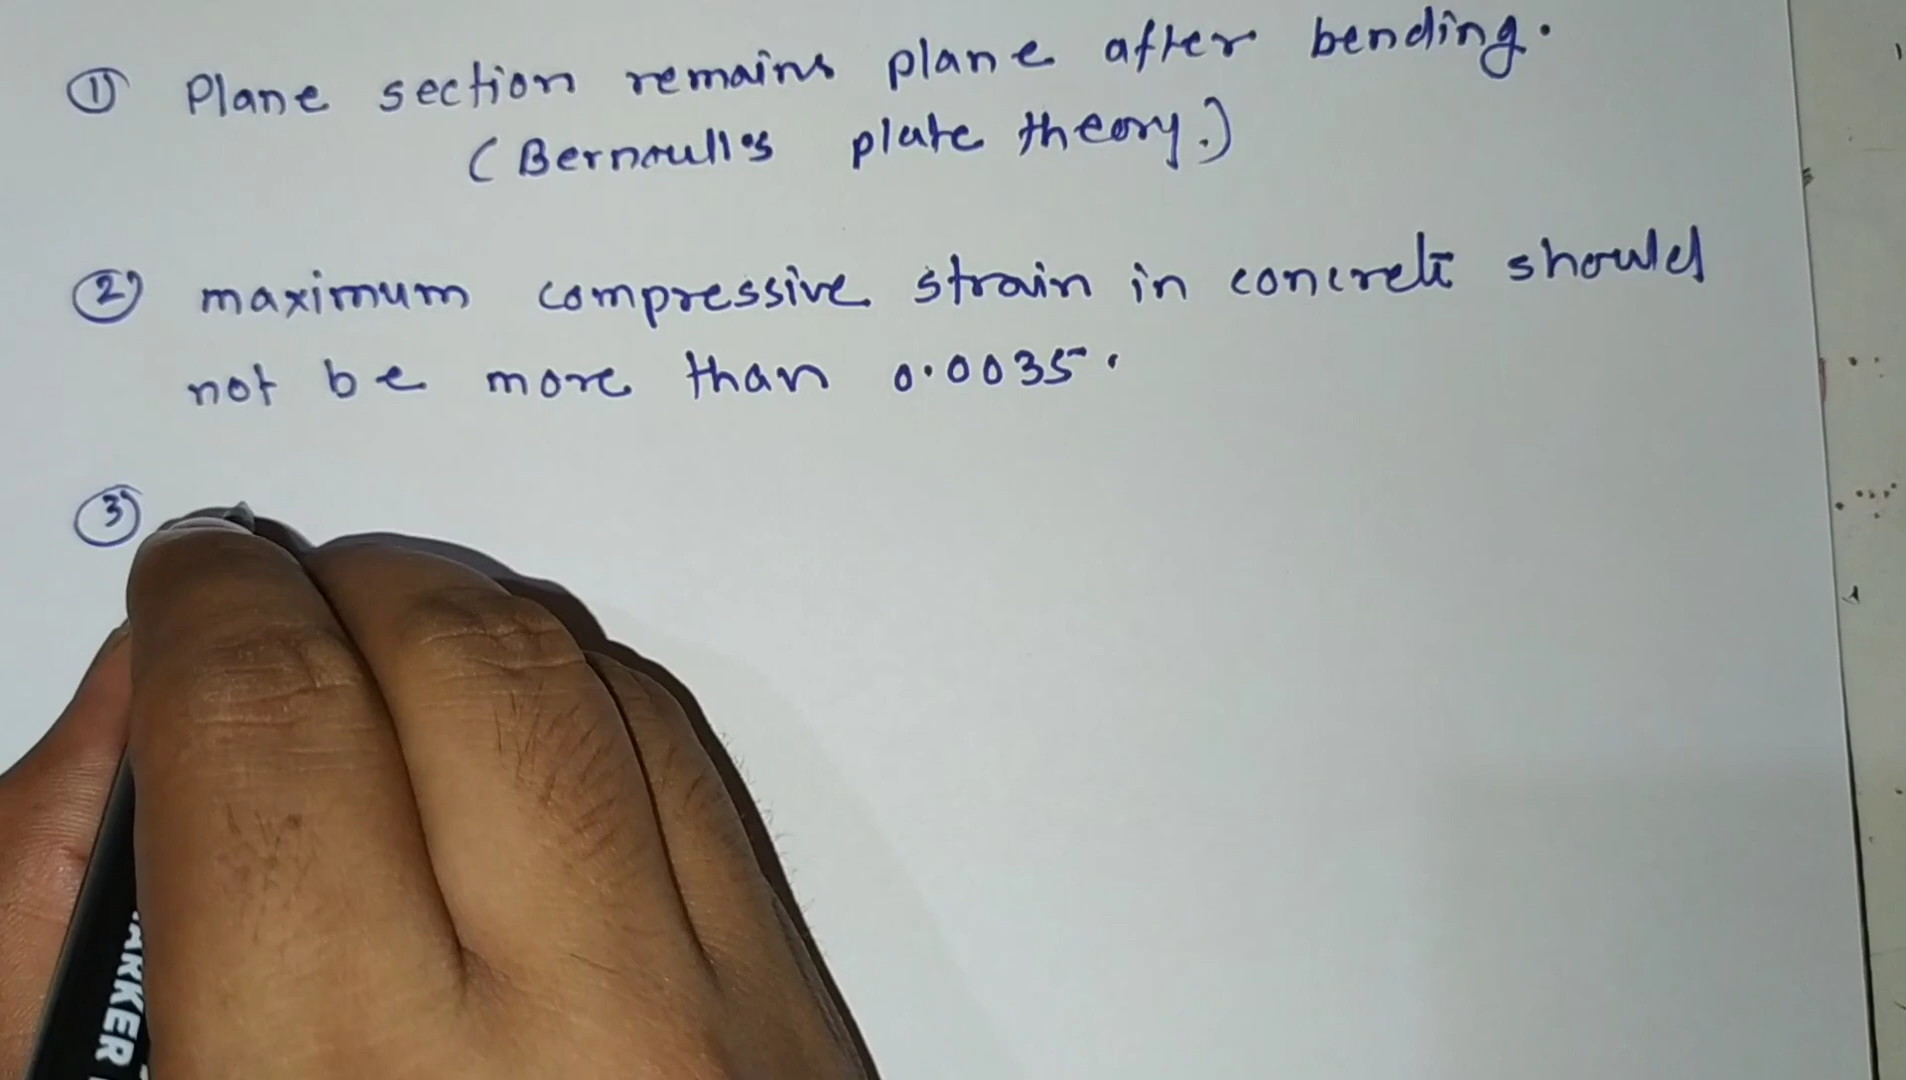 ① Plane section remains plane after bending.
(Bernoulli's plate theory.)
② maximum compressive strain in concrete should
not be more than 0.0035.
③
MARKER